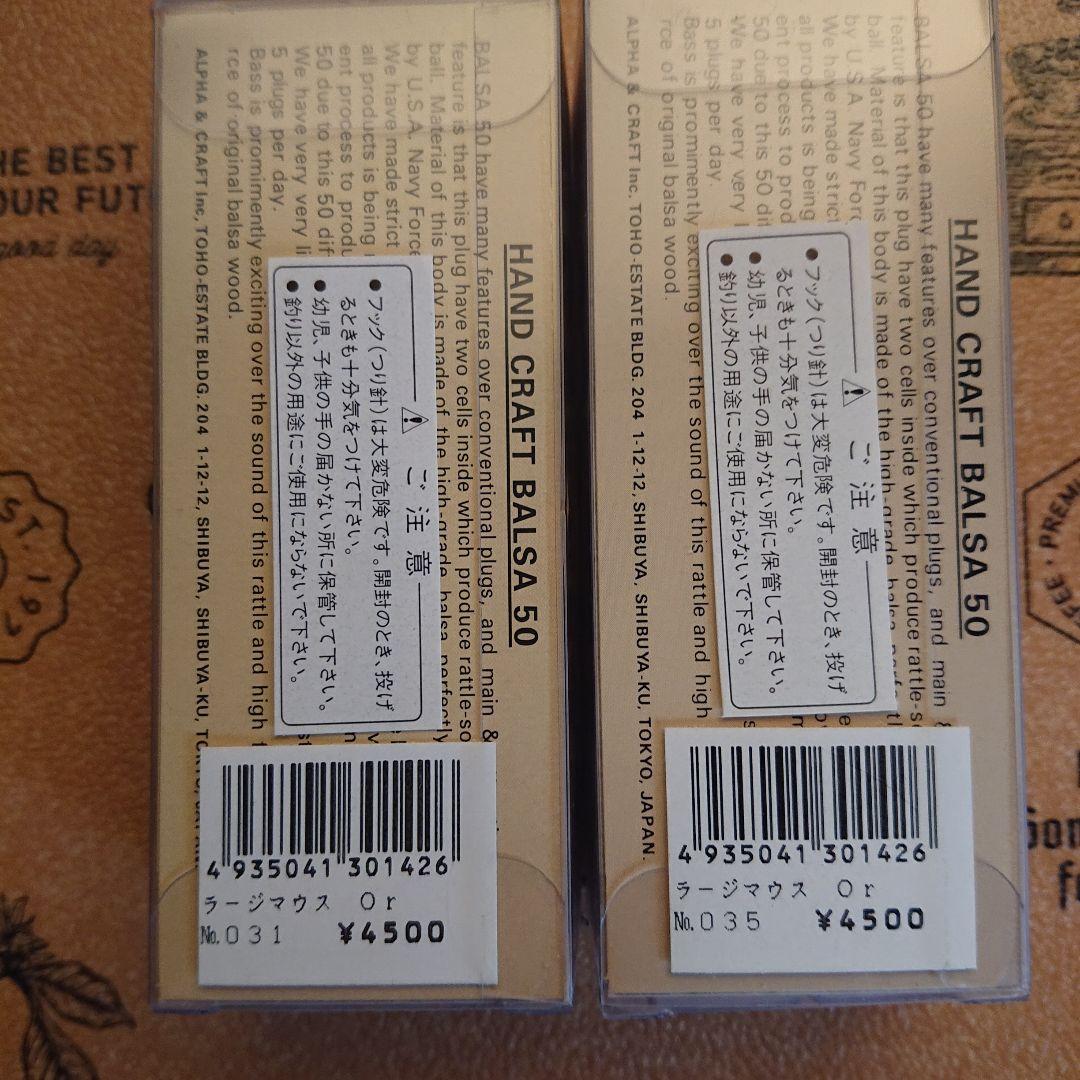 HAND CRAFT BALSA 50
BALSA 50 have many features over conventional plugs, and main &
feature is that this plug have two cells inside which produce rattle-so
ball. Material of this body is made of the high-grade balsa perfectly
by U.S.A. Navy Force
We have made strict
all products is being
ent process to produ
50 due to this 50 dif
We have very very li
5 plugs per day.
Bass is promimently exciting over the sound of this rattle and high
rce of original balsa wood.
ALPHA & CRAFT Inc, TOHO-ESTATE BLDG. 204 1-12-12, SHIBUYA, SHIBUYA-KU,
ご注意
●フック(つり針)は大変危険です。開封のとき、投げ
るときも十分気をつけて下さい。
●幼児、子供の手の届かない所に保管して下さい。
●釣り以外の用途にご使用にならないで下さい。
4 935041 301426
ラージマウス Or
No.031 ¥4500
HAND CRAFT BALSA 50
BALSA 50 have many features over conventional plugs, and main &
feature is that this plug have two cells inside which produce rattle-so
ball. Material of this body is made of the high-grade balsa perfectl
by U.S.A. Navy Forc
We have made strict
all products is being
ent process to prod
50 due to this 50 dif
We have very very l
5 plugs per day.
Bass is promimently exciting over the sound of this rattle and high
rce of original balsa wood.
ALPHA & CRAFT Inc, TOHO-ESTATE BLDG. 204 1-12-12, SHIBUYA, SHIBUYA-KU, TOKYO, JAPAN.
ご注意
●フック(つり針)は大変危険です。開封のとき、投げ
るときも十分気をつけて下さい。
●幼児、子供の手の届かない所に保管して下さい。
●釣り以外の用途にご使用にならないで下さい。
4 935041 301426
ラージマウス Or
No.035 ¥4500
HE BEST
OUR FUT
good day